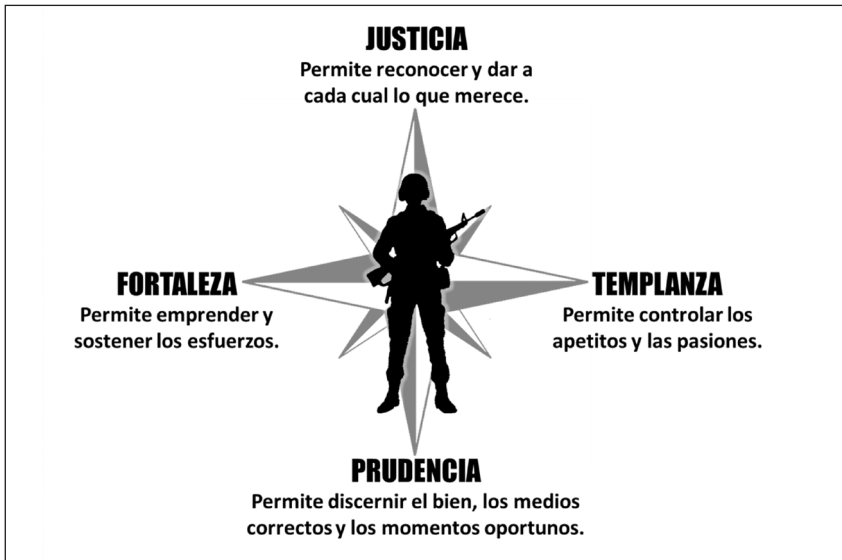 JUSTICIA
Permite reconocer y dar a
cada cual lo que merece.
FORTALEZA
Permite emprender y
sostener los esfuerzos.
TEMPLANZA
Permite controlar los
apetitos y las pasiones.
PRUDENCIA
Permite discernir el bien, los medios
correctos y los momentos oportunos.